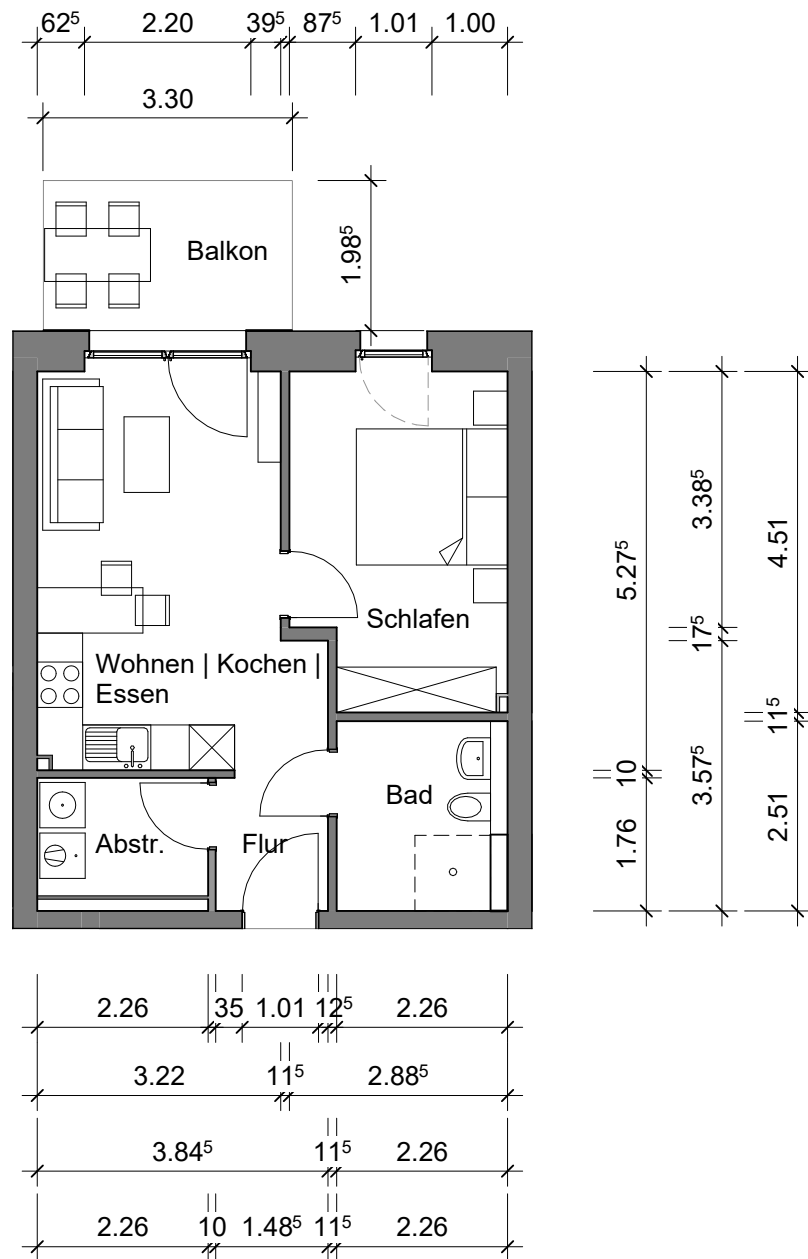 62⁵ 2.20 39⁵ 87⁵ 1.01 1.00
3.30
Balkon
1.98⁵
Schlafen
Wohnen | Kochen |
Essen
Bad
Abstr.
Flur
5.27⁵
10
1.76
3.38⁵
17⁵
3.57⁵
4.51
11⁵
2.51
2.26 35 1.01 12⁵ 2.26
3.22 11⁵ 2.88⁵
3.84⁵ 11⁵ 2.26
2.26 10 1.48⁵ 11⁵ 2.26